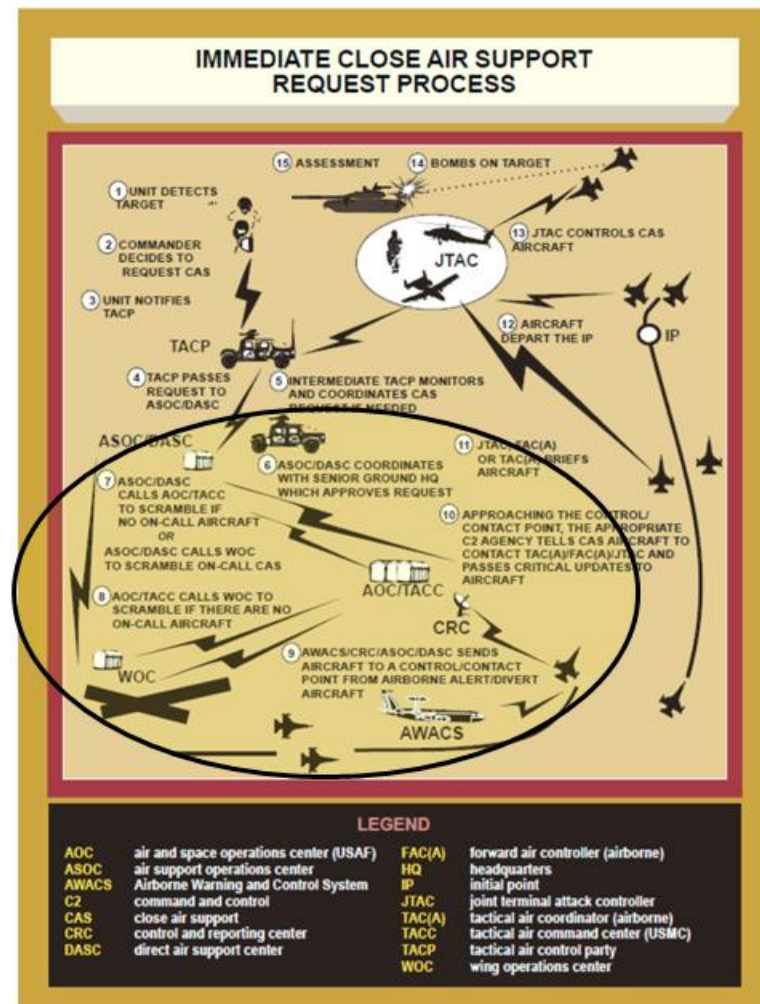 IMMEDIATE CLOSE AIR SUPPORT
REQUEST PROCESS
15 ASSESSMENT
14 BOMBS ON TARGET
1 UNIT DETECTS
TARGET
2 COMMANDER
DECIDES TO
REQUEST CAS
13 JTAC CONTROLS CAS
AIRCRAFT
JTAC
3 UNIT NOTIFIES
TACP
12 AIRCRAFT
DEPART THE IP
IP
TACP
4 TACP PASSES
REQUEST TO
ASOC/DASC
5 INTERMEDIATE TACP MONITORS
AND COORDINATES CAS
REQUEST IF NEEDED
ASOC/DASC
6 ASOC/DASC COORDINATES
WITH SENIOR GROUND HQ
WHICH APPROVES REQUEST
11 JTAC, FAC(A)
OR TAC(A) BRIEFS
AIRCRAFT
7 ASOC/DASC
CALLS AOC/TACC
TO SCRAMBLE IF
NO ON-CALL AIRCRAFT
OR
ASOC/DASC CALLS WOC
TO SCRAMBLE ON-CALL CAS
10 APPROACHING THE CONTROL/
CONTACT POINT, THE APPROPRIATE
C2 AGENCY TELLS CAS AIRCRAFT TO
CONTACT TAC(A)/FAC(A)/JTAC AND
PASSES CRITICAL UPDATES TO
AIRCRAFT
AOC/TACC
8 AOC/TACC CALLS WOC TO
SCRAMBLE IF THERE ARE NO
ON-CALL AIRCRAFT
CRC
WOC
9 AWACS/CRC/ASOC/DASC SENDS
AIRCRAFT TO A CONTROL/CONTACT
POINT FROM AIRBORNE ALERT/DIVERT
AIRCRAFT
AWACS
LEGEND
AOC air and space operations center (USAF)
ASOC air support operations center
AWACS Airborne Warning and Control System
C2 command and control
CAS close air support
CRC control and reporting center
DASC direct air support center
FAC(A) forward air controller (airborne)
HQ headquarters
IP initial point
JTAC joint terminal attack controller
TAC(A) tactical air coordinator (airborne)
TACC tactical air command center (USMC)
TACP tactical air control party
WOC wing operations center